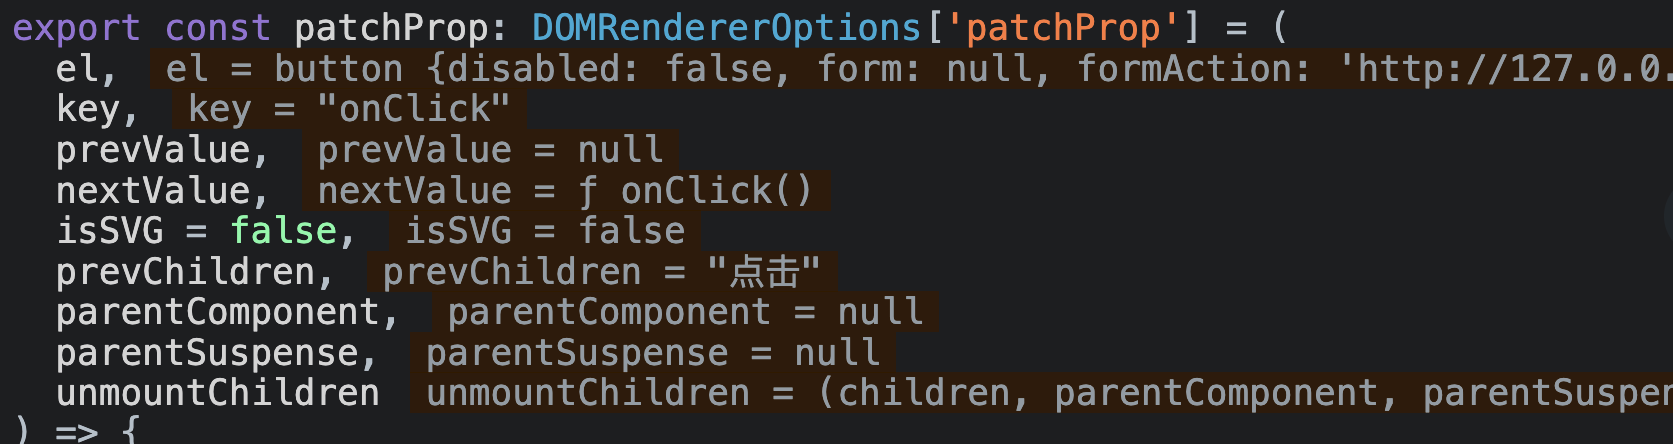 export const patchProp: DOMRendererOptions['patchProp'] = (
el, el = button {disabled: false, form: null, formAction: 'http://127.0.0.
key, key = "onClick"
prevValue, prevValue = null
nextValue, nextValue = ƒ onClick()
isSVG = false, isSVG = false
prevChildren, prevChildren = "点击"
parentComponent, parentComponent = null
parentSuspense, parentSuspense = null
unmountChildren unmountChildren = (children, parentComponent, parentSuspen
) => {